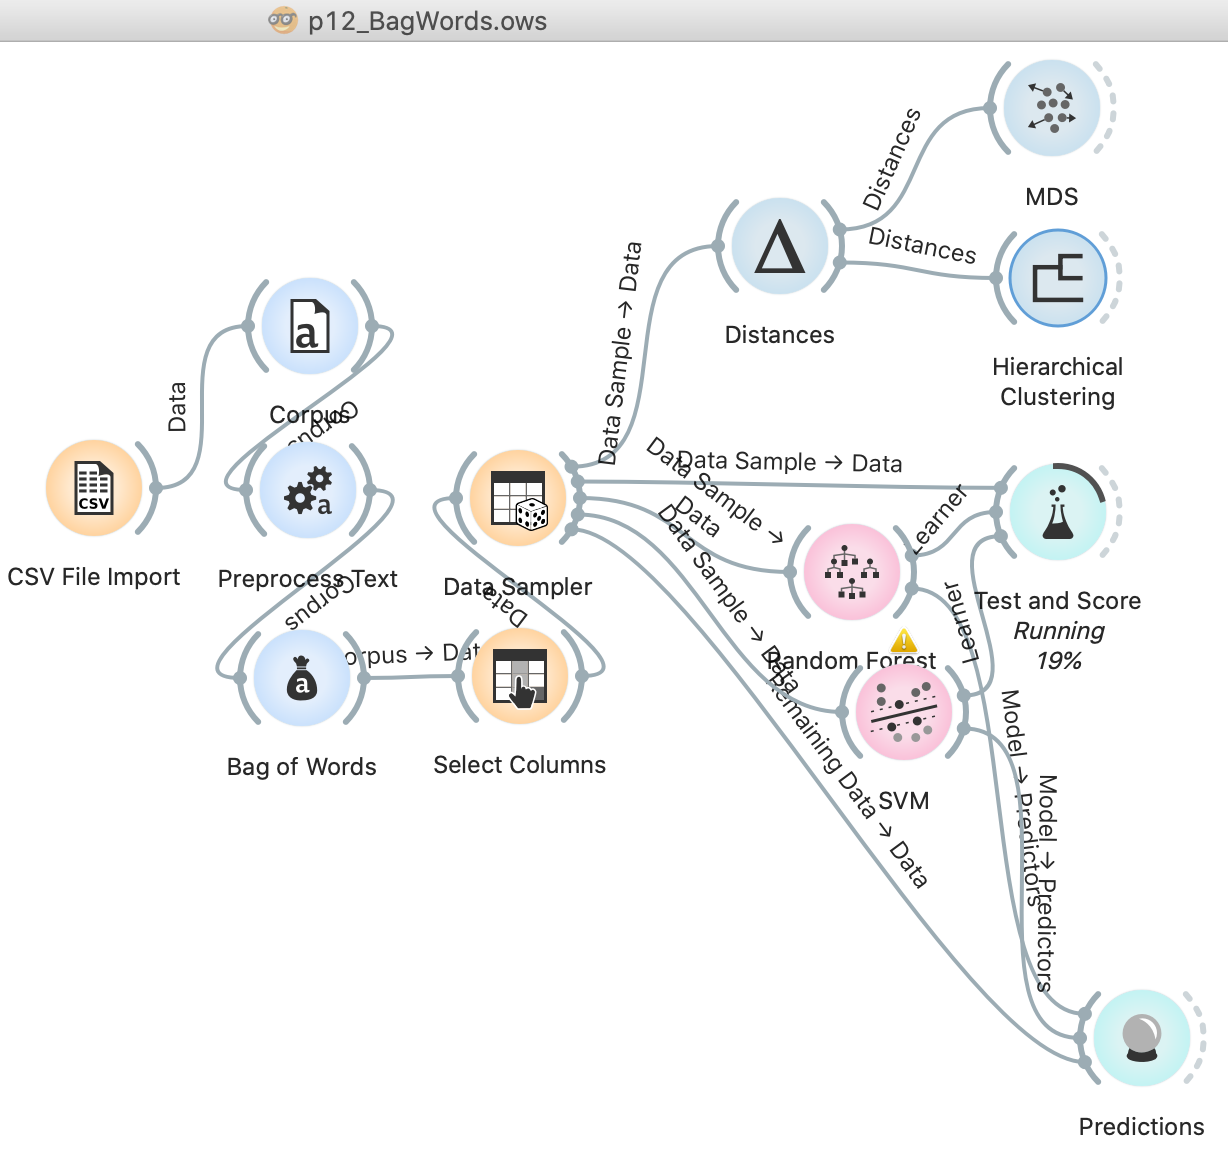 p12_BagWords.ows
Distances
MDS
Distances
Data Sample → Data
Distances
Hierarchical
Clustering
a
Data
Corpus
Corpus
CSV
CSV File Import
a
Preprocess Text
Corpus
Data Sampler
Data
Data Sample → Data
Data Sample →
Data
Learner
Test and Score
Running
19%
Random Forest
Learner
Data Sample → Data
a
Bag of Words
Corpus → Data
Select Columns
SVM
Remaining Data → Data
Model → Predictors
Model → Predictors
Predictions